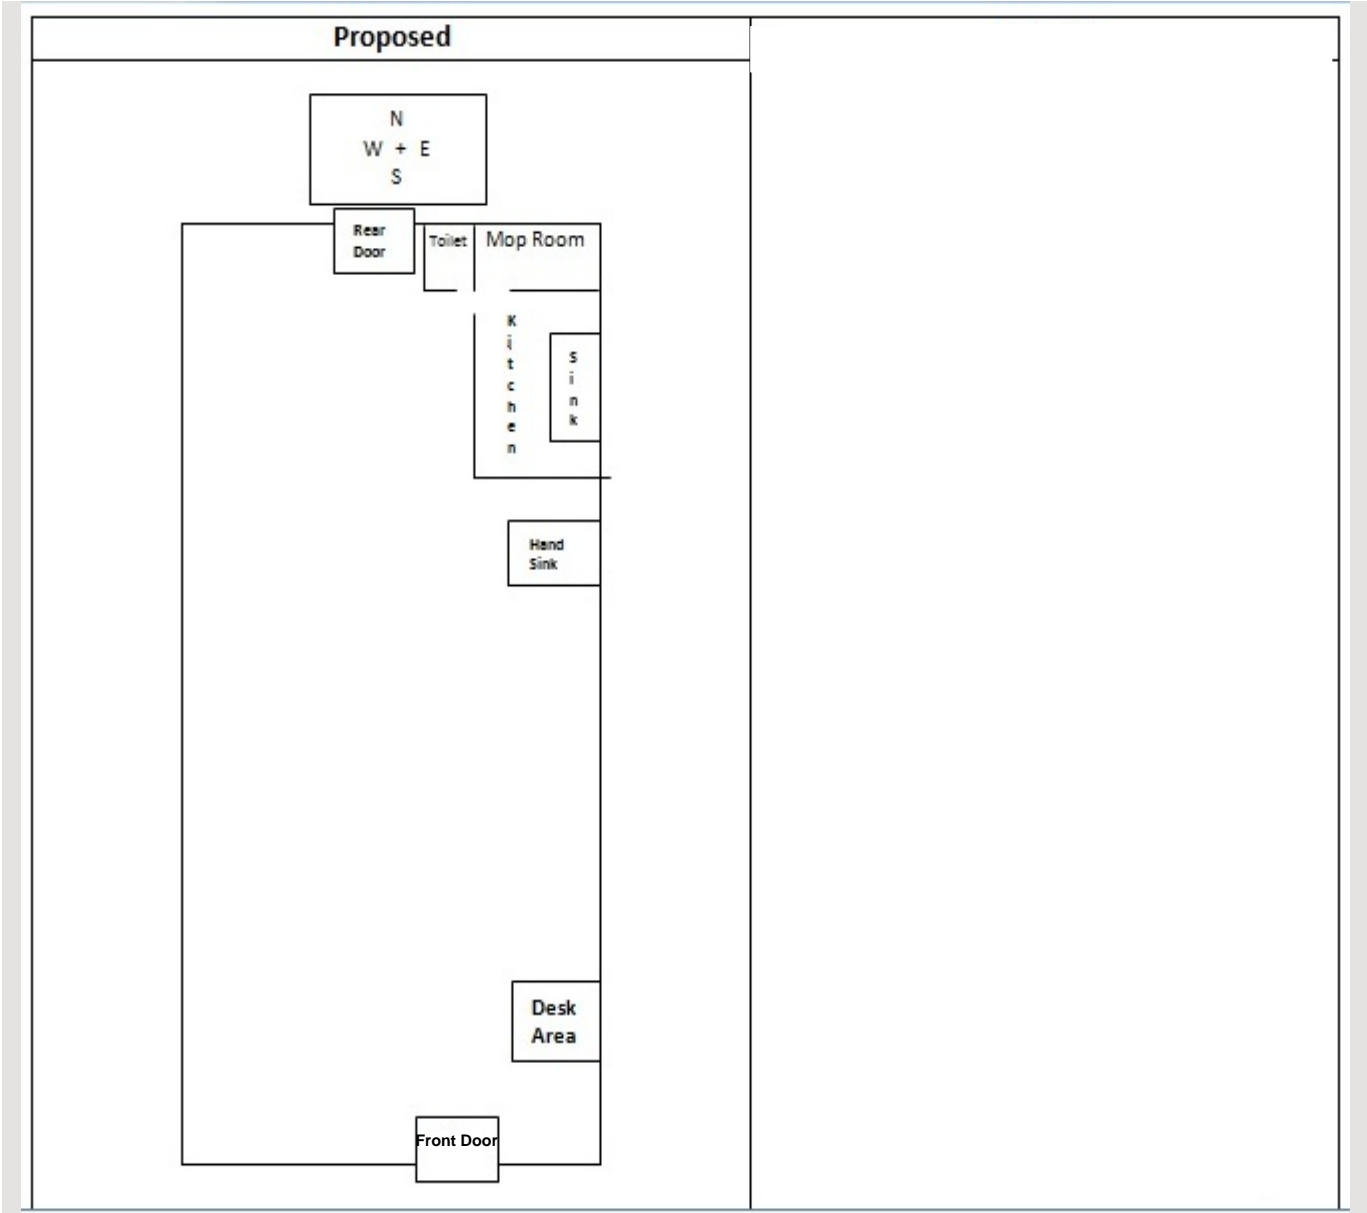 Proposed
N
W + E
S
Rear
Door
Toilet
Mop Room
K
i
t
c
h
e
n
S
i
n
k
Hand
Sink
Desk
Area
Front Door